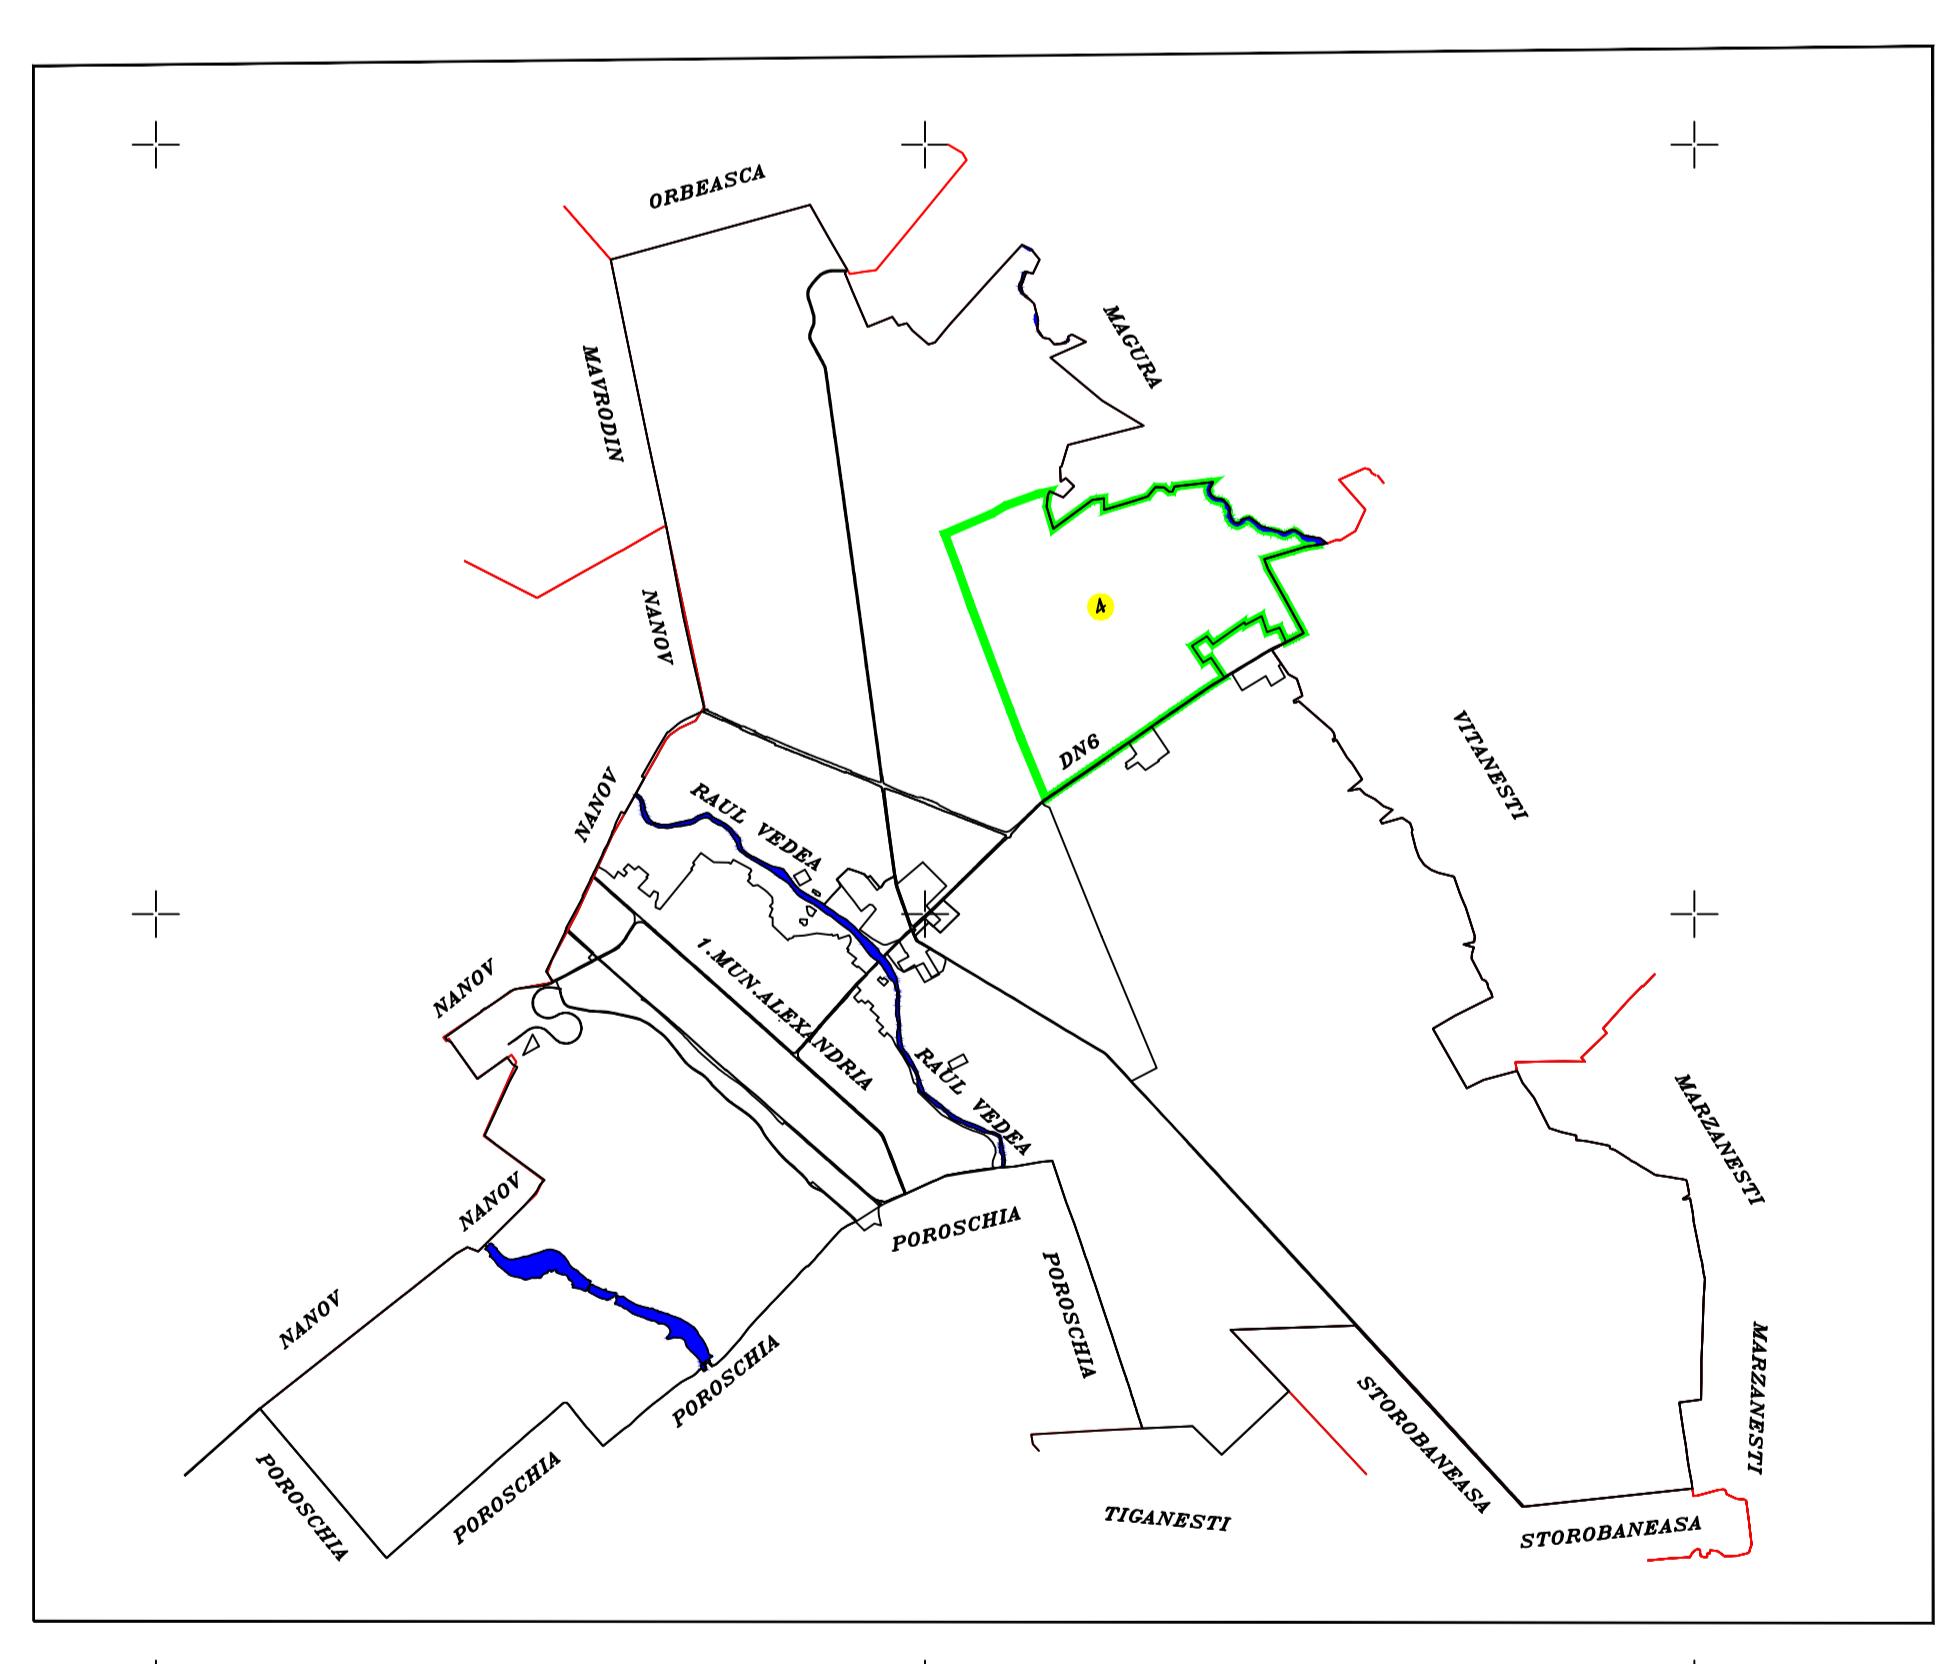 ORBEASCA
MAGURA
MAVRODIN
NANOV
4
DN6
VITANESTI
NANOV
RAUL VEDEA
1.MUN.ALEXANDRIA
NANOV
RAUL VEDEA
MARZANESTI
NANOV
POROSCHIA
POROSCHIA
NANOV
POROSCHIA
MARZANESTI
STOROBANEASA
POROSCHIA
POROSCHIA
TIGANESTI
STOROBANEASA